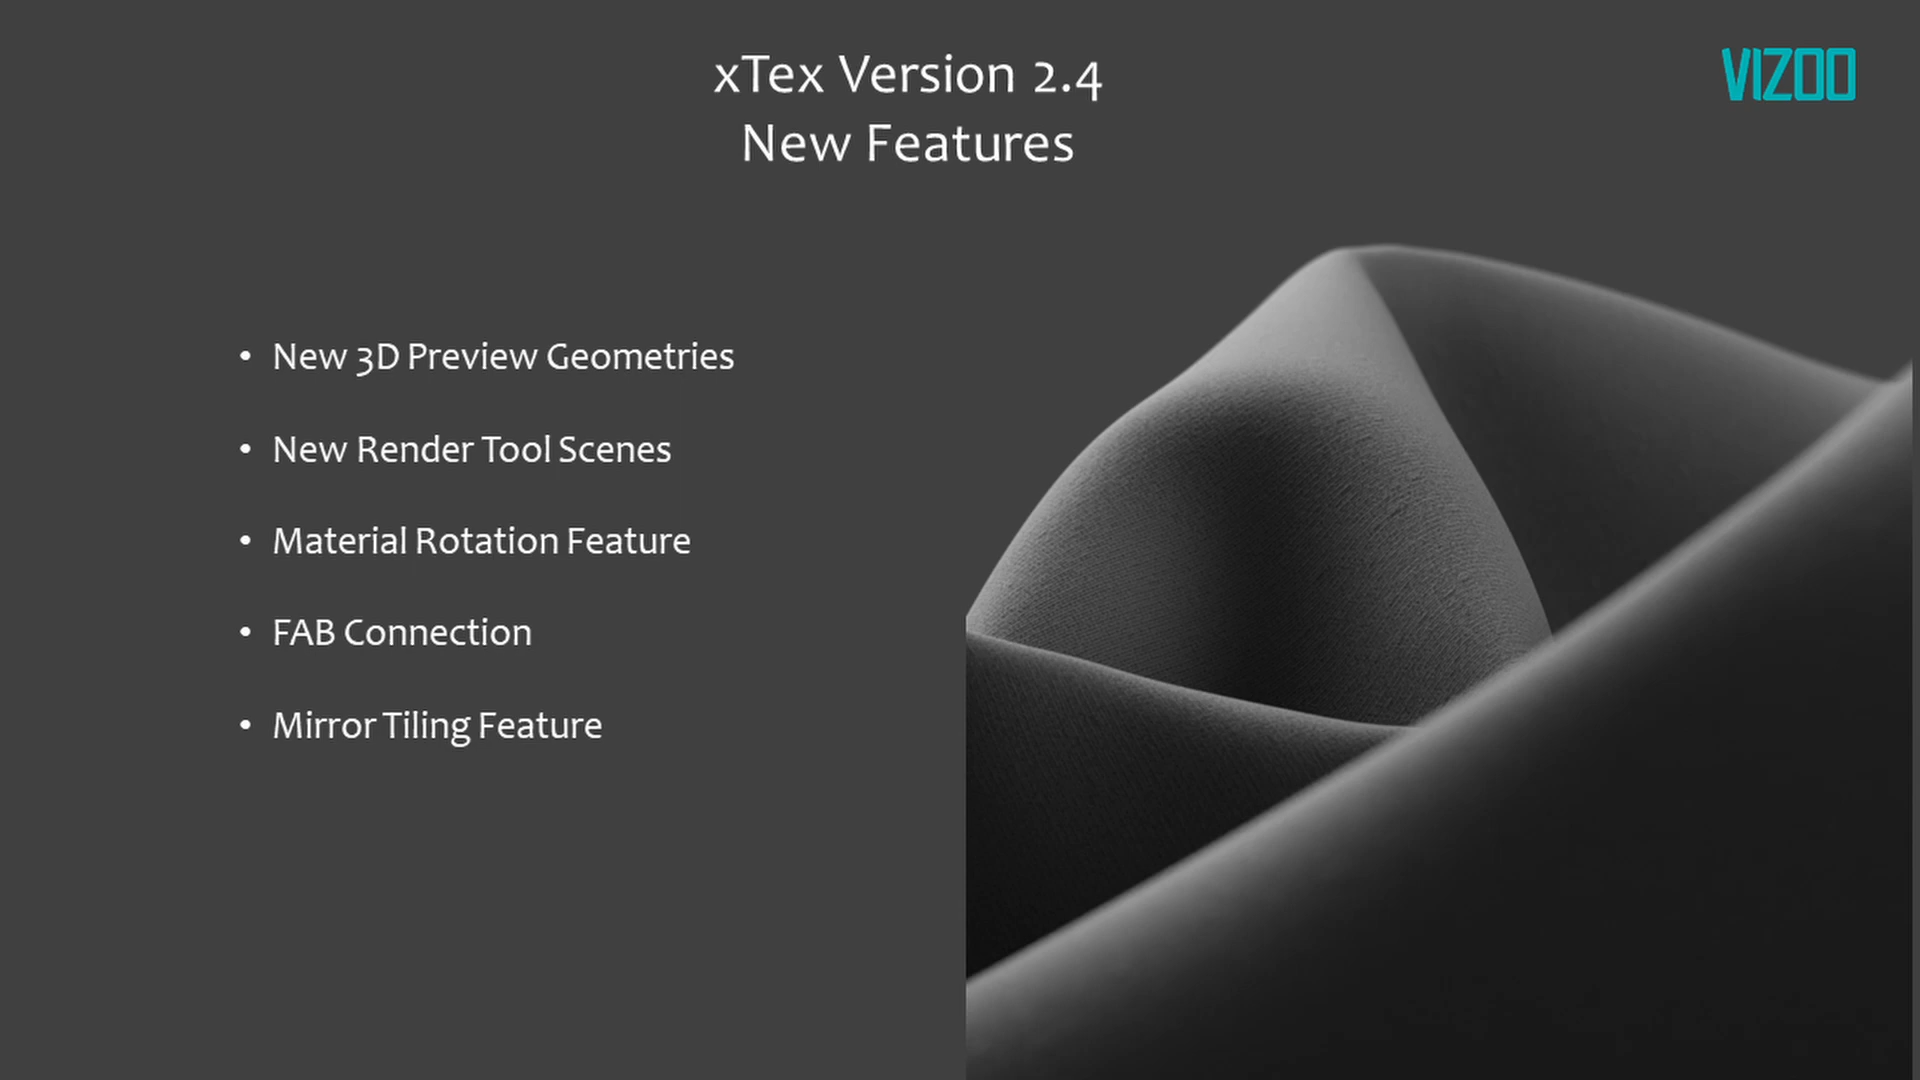 xTex Version 2.4
New Features
VIZOO
• New 3D Preview Geometries
• New Render Tool Scenes
• Material Rotation Feature
• FAB Connection
• Mirror Tiling Feature